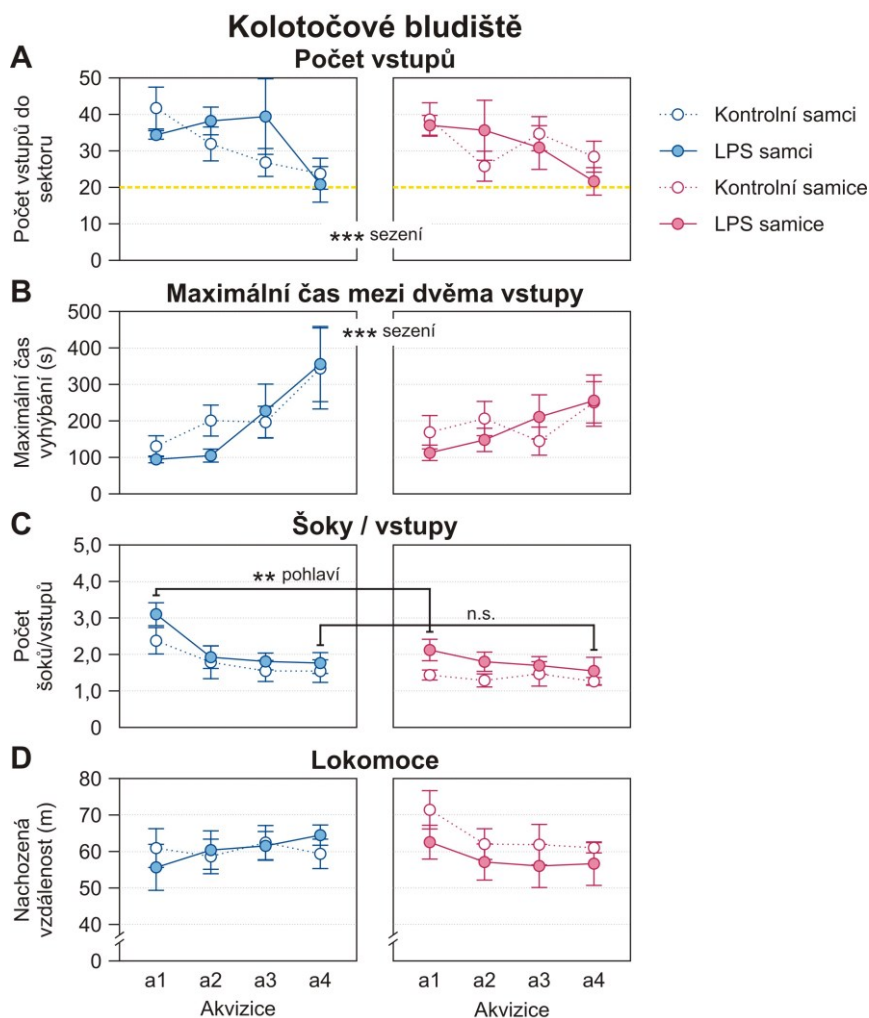 Kolotočové bludiště
A
Počet vstupů
Počet vstupů do
sektoru
50
40
30
20
10
0
*** sezení
Kontrolní samci
LPS samci
Kontrolní samice
LPS samice
B
Maximální čas mezi dvěma vstupy
Maximální čas
vyhýbání (s)
500
400
300
200
100
0
*** sezení
C
Šoky / vstupy
Počet
šoků/vstupů
5,0
4,0
3,0
2,0
1,0
0
** pohlaví
n.s.
D
Lokomoce
Nachozená
vzdálenost (m)
80
70
60
50
40
0
a1 a2 a3 a4
Akvizice
a1 a2 a3 a4
Akvizice